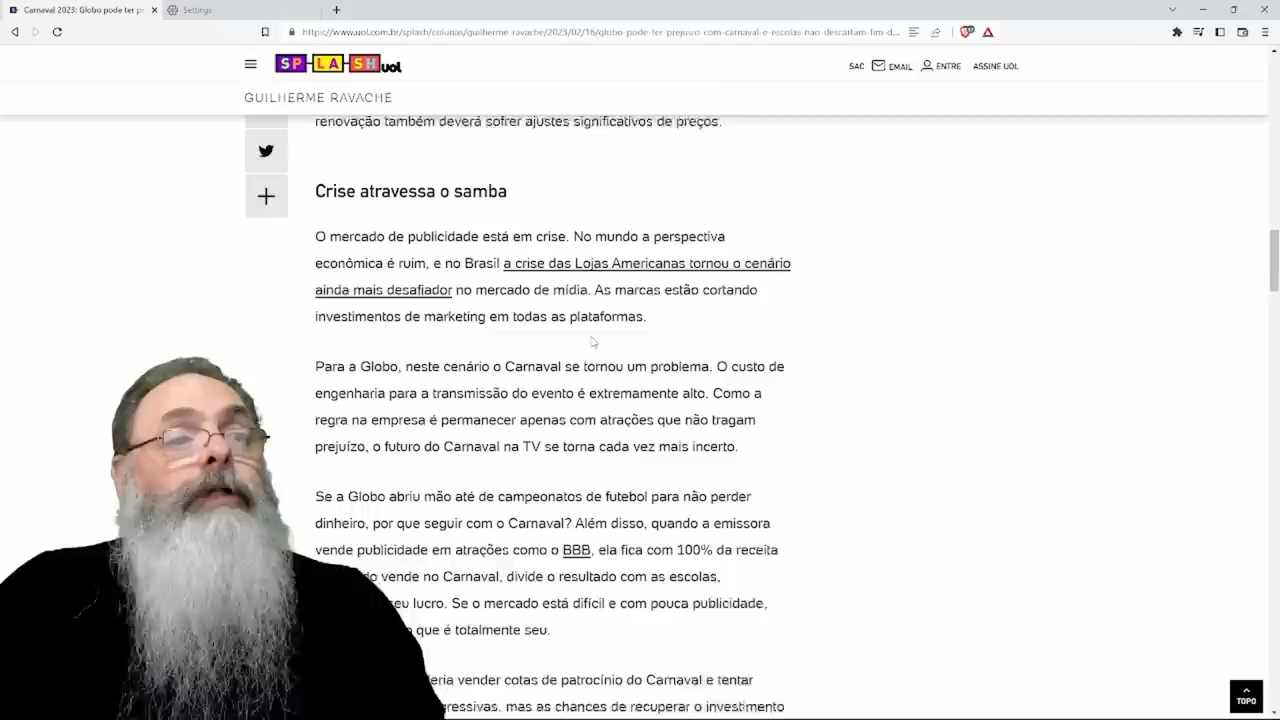 Carnaval 2023: Globo pode ter p
Settings
https://www.uol.com.br/splash/colunas/guilherme-ravache/2023/02/16/globo-pode-ter-prejuvo-com-carnaval-e-escolas-nao-descartam-fim-d...
SPLASH uol
SAC EMAIL ENTRE ASSINE UOL
GUILHERME RAVACHE
renovação também deverá sofrer ajustes significativos de preços.
Crise atravessa o samba
O mercado de publicidade está em crise. No mundo a perspectiva
econômica é ruim, e no Brasil a crise das Lojas Americanas tornou o cenário
ainda mais desafiador no mercado de mídia. As marcas estão cortando
investimentos de marketing em todas as plataformas.
Para a Globo, neste cenário o Carnaval se tornou um problema. O custo de
engenharia para a transmissão do evento é extremamente alto. Como a
regra na empresa é permanecer apenas com atrações que não tragam
prejuízo, o futuro do Carnaval na TV se torna cada vez mais incerto.
Se a Globo abriu mão até de campeonatos de futebol para não perder
dinheiro, por que seguir com o Carnaval? Além disso, quando a emissora
vende publicidade em atrações como o BBB, ela fica com 100% da receita
do vende no Carnaval, divide o resultado com as escolas,
seu lucro. Se o mercado está difícil e com pouca publicidade,
que é totalmente seu.
vender cotas de patrocínio do Carnaval e tentar
mas as chances de recuperar o investimento
TOPO